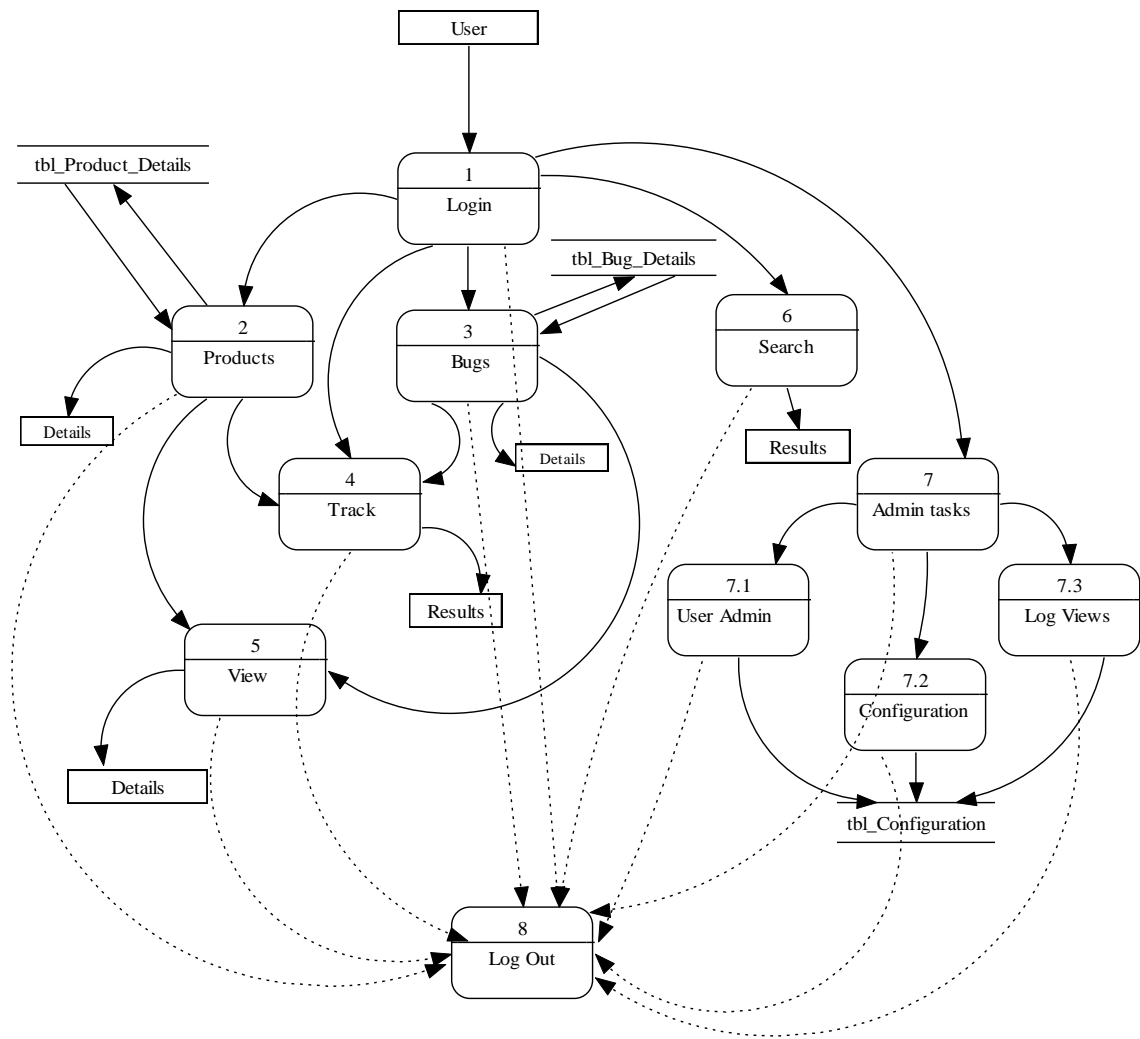 User
tbl_Product_Details
1
Login
tbl_Bug_Details
2
Products
3
Bugs
6
Search
Details
Details
Results
4
Track
7
Admin tasks
Results
7.1
User Admin
7.3
Log Views
5
View
7.2
Configuration
Details
tbl_Configuration
8
Log Out